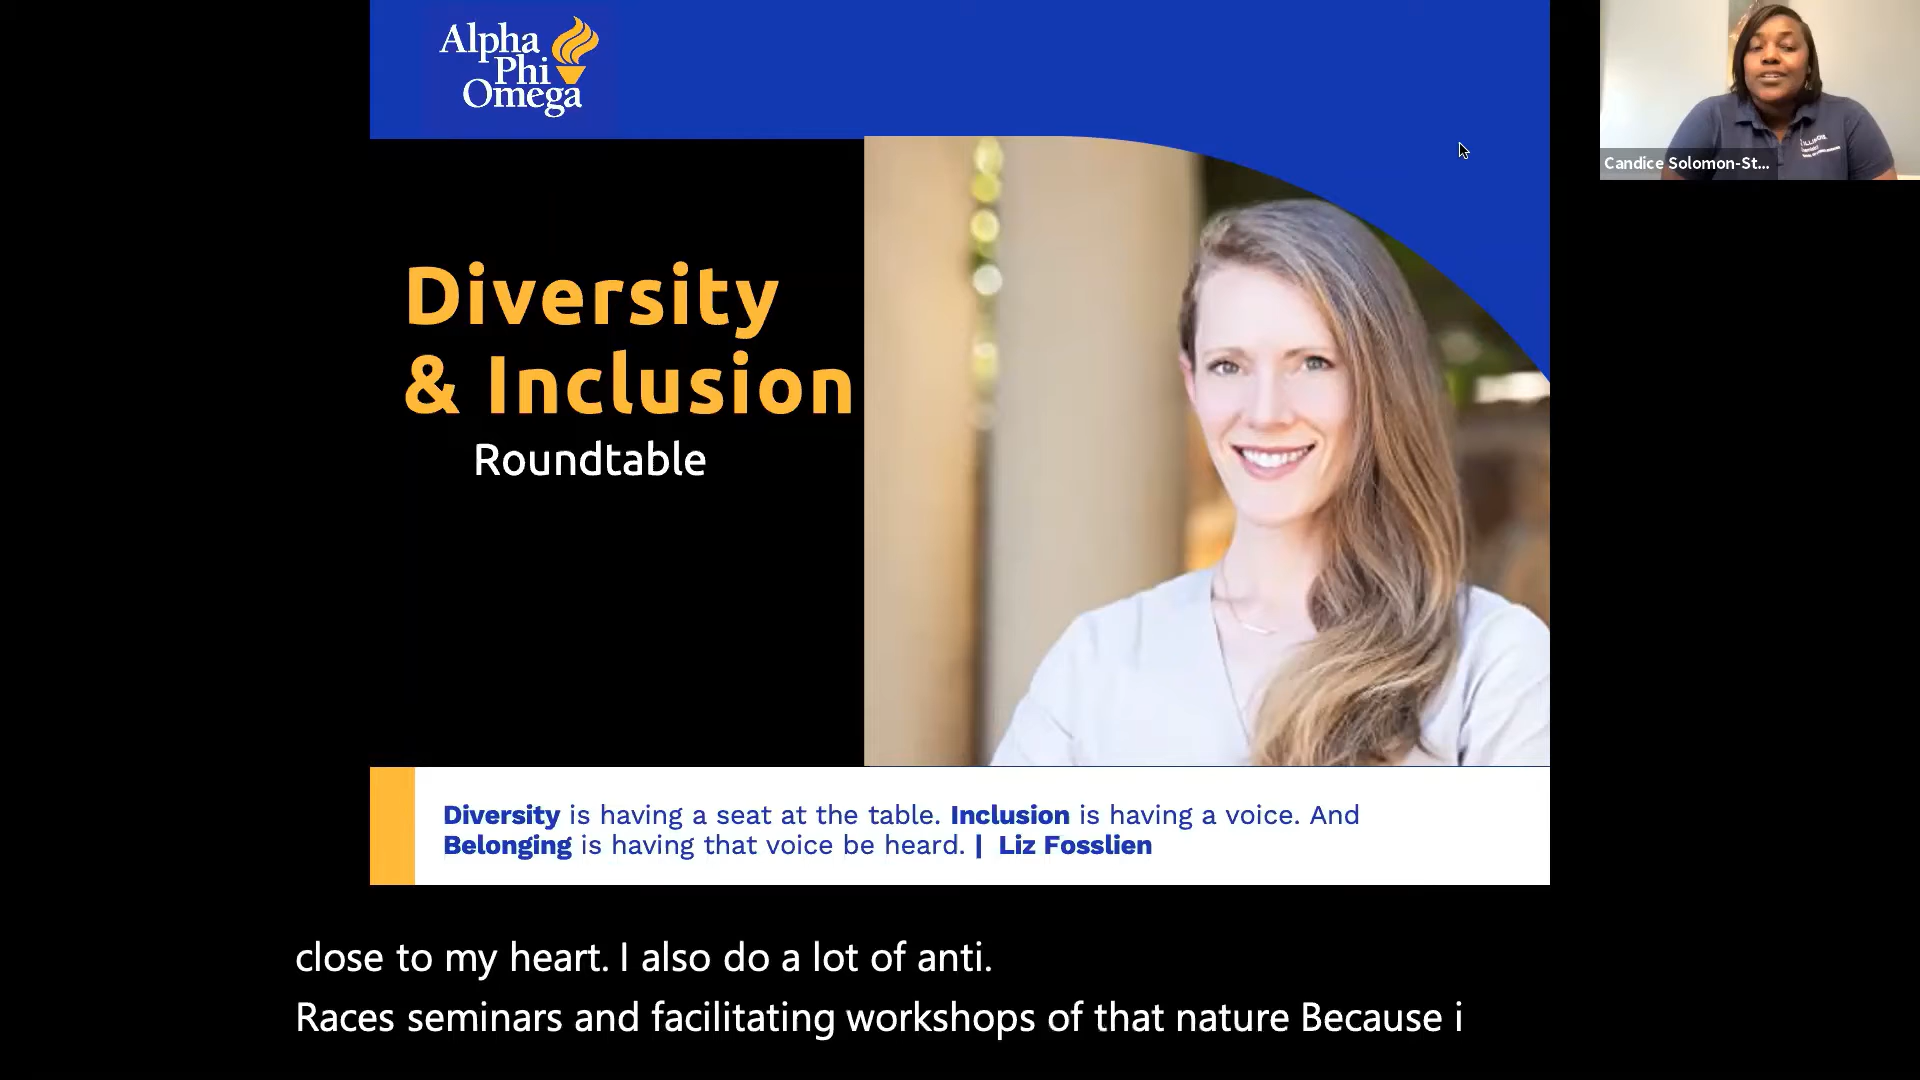 Alpha
Phi
Omega
Diversity
& Inclusion
Roundtable
Diversity is having a seat at the table. Inclusion is having a voice. And
Belonging is having that voice be heard. | Liz Fosslien
Candice Solomon-St...
ILLINOIS
close to my heart. I also do a lot of anti.
Races seminars and facilitating workshops of that nature Because i